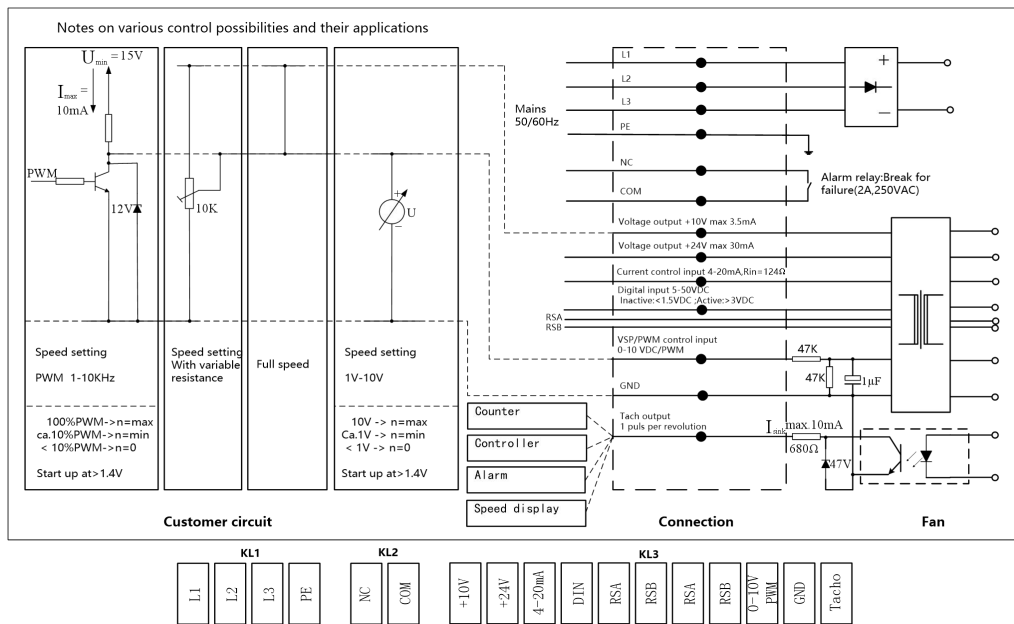 Notes on various control possibilities and their applications
Umin = 15V
Imax =
10mA
PWM
12V
10K
+
U
−
Speed setting
PWM 1-10KHz
100%PWM->n=max
ca.10%PWM->n=min
< 10%PWM->n=0
Start up at>1.4V
Speed setting
With variable
resistance
Full speed
Speed setting
1V-10V
10V -> n=max
Ca.1V -> n=min
< 1V -> n=0
Start up at>1.4V
Customer circuit
Mains
50/60Hz
L1
L2
L3
PE
NC
COM
Voltage output +10V max 3.5mA
Voltage output +24V max 30mA
Current control input 4-20mA,Rin=124Ω
Digital input 5-50VDC
Inactive:<1.5VDC ;Active:>3VDC
RSA
RSB
VSP/PWM control input
0-10 VDC/PWM
GND
Tach output
1 puls per revolution
Counter
Controller
Alarm
Speed display
Connection
+
−
Alarm relay:Break for
failure(2A,250VAC)
47K
47K
1μF
Isink max.10mA
680Ω
47V
Fan
KL1
KL2
KL3
L1
L2
L3
PE
NC
COM
+10V
+24V
4-20mA
DIN
RSA
RSB
RSA
RSB
0-10V
PWM
GND
Tacho